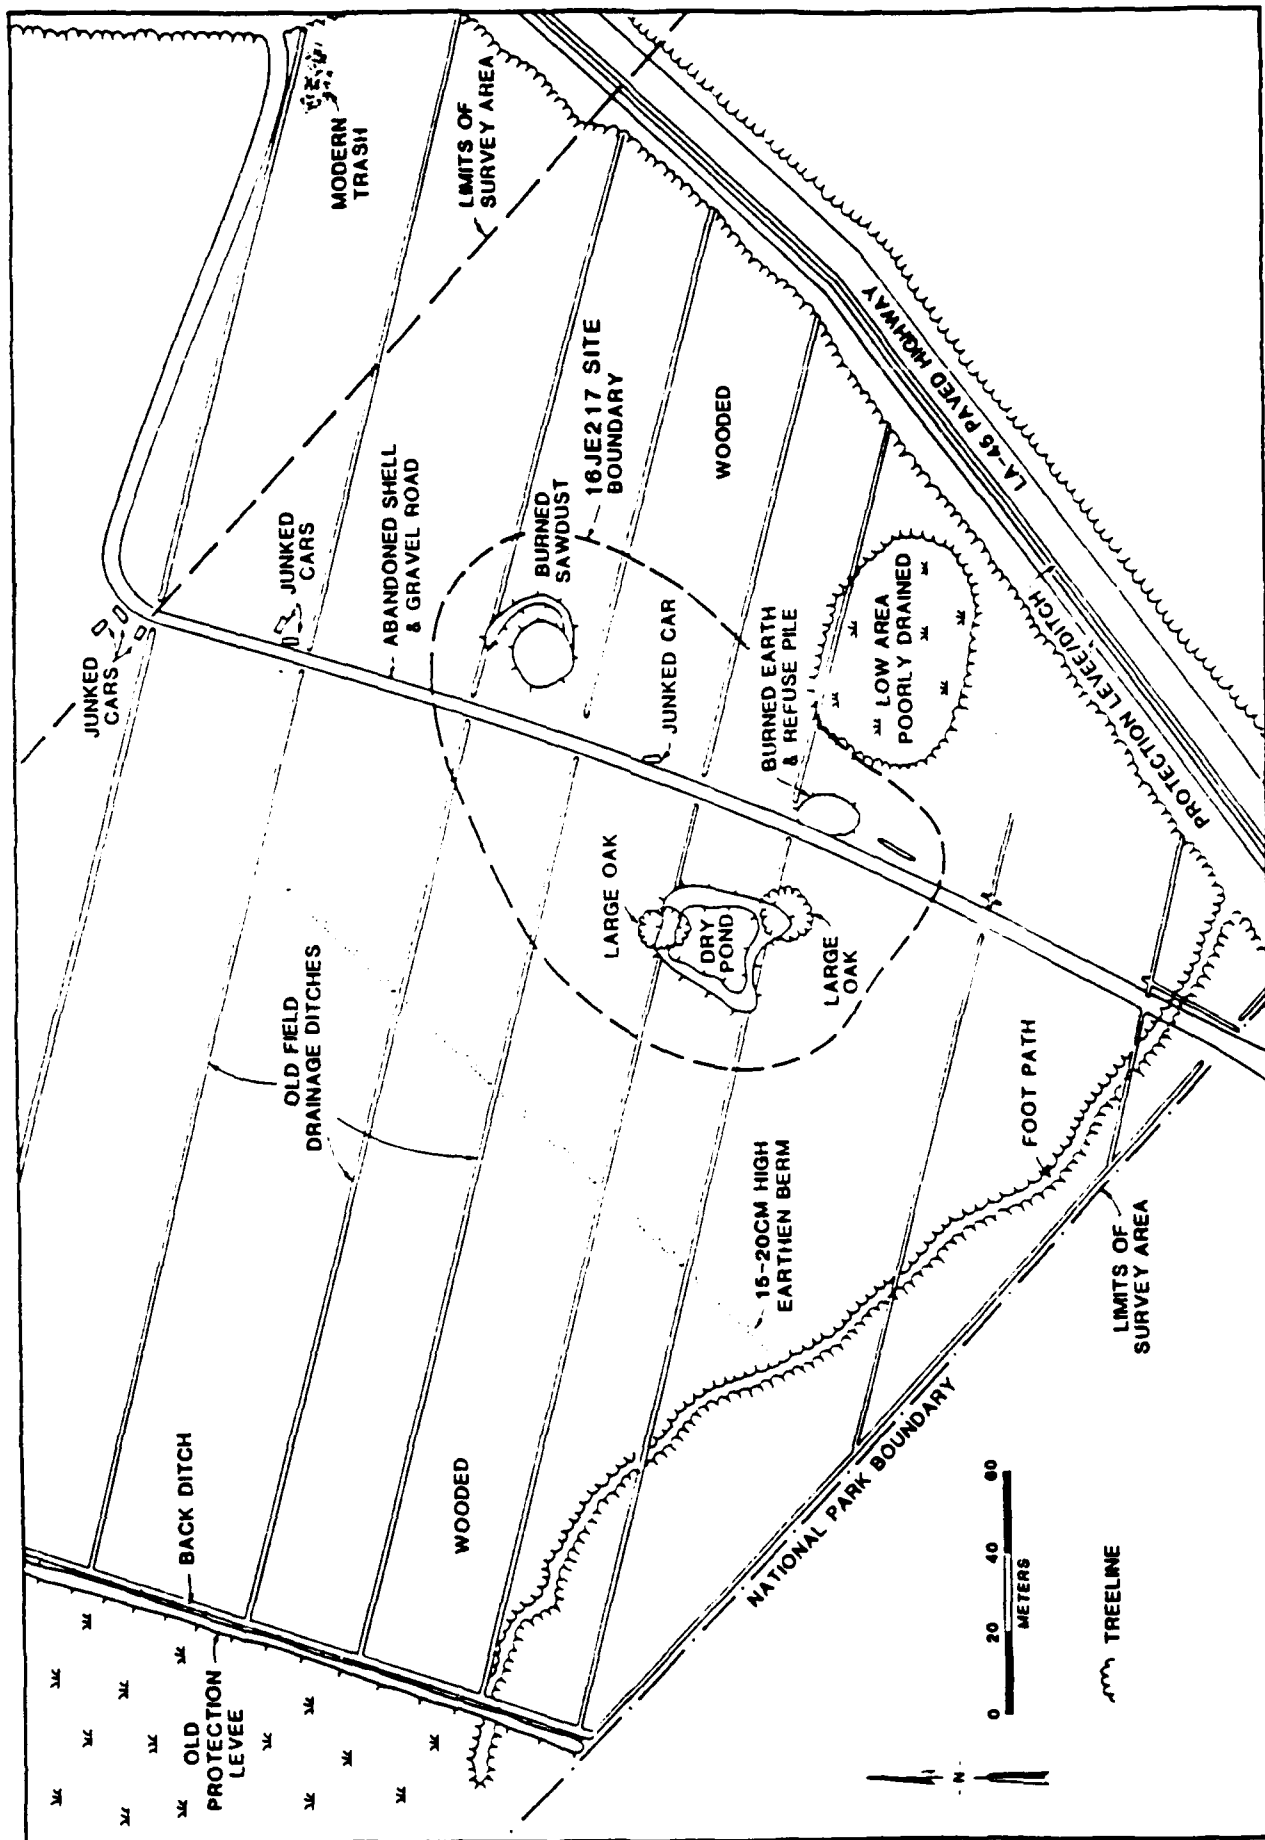 MODERN
TRASH
LIMITS OF
SURVEY AREA
JUNKED
CARS
JUNKED
CARS
ABANDONED SHELL
& GRAVEL ROAD
16JE217 SITE
BOUNDARY
BURNED
SAWDUST
WOODED
LA-45 PAVED HIGHWAY
PROTECTION LEVEE/DITCH
LOW AREA
POORLY DRAINED
JUNKED CAR
BURNED EARTH
& REFUSE PILE
LARGE OAK
DRY
POND
LARGE
OAK
OLD FIELD
DRAINAGE DITCHES
15-20CM HIGH
EARTHEN BERM
FOOT PATH
LIMITS OF
SURVEY AREA
NATIONAL PARK BOUNDARY
BACK DITCH
WOODED
OLD
PROTECTION
LEVEE
0 20 40 60
METERS
TREELINE
N